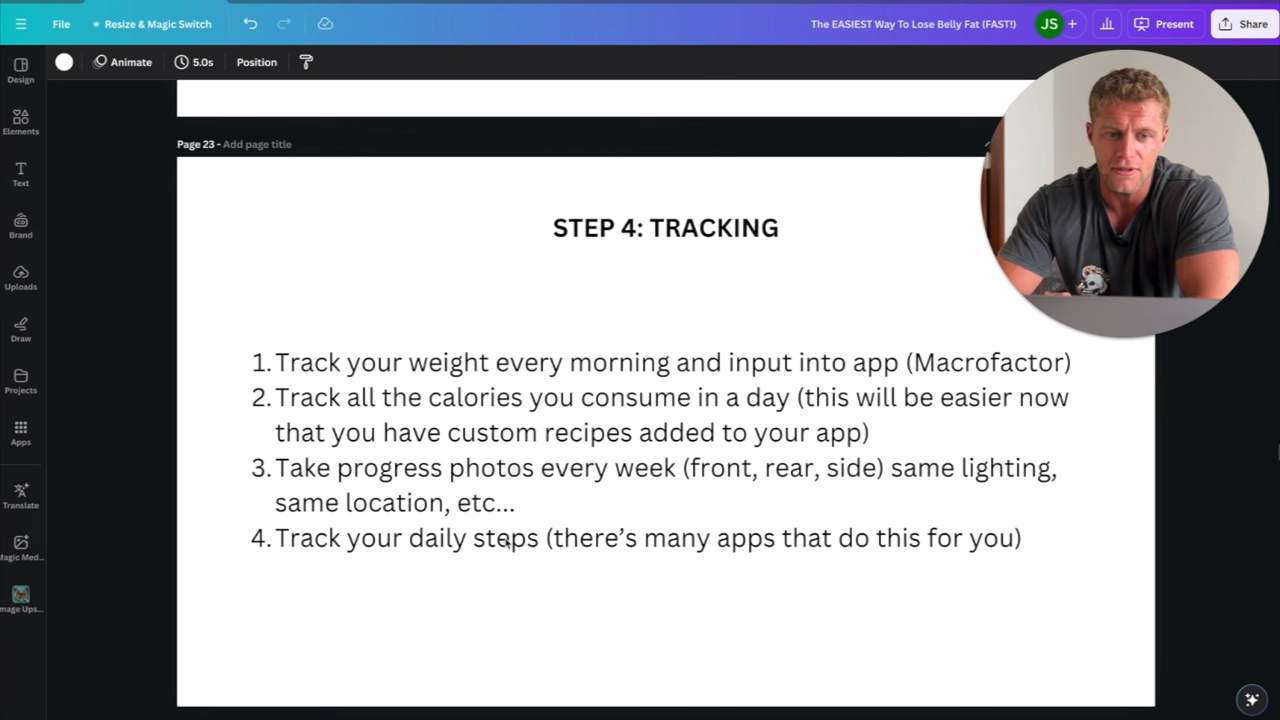 File
Resize & Magic Switch
The EASIEST Way To Lose Belly Fat (FAST!)
JS
+
Present
Share
Design
Animate
5.0s
Position
Elements
Text
Brand
Uploads
Draw
Projects
Apps
Translate
Magic Med...
mage Ups...
Page 23 - Add page title
STEP 4: TRACKING
1. Track your weight every morning and input into app (Macrofactor)
2. Track all the calories you consume in a day (this will be easier now
that you have custom recipes added to your app)
3. Take progress photos every week (front, rear, side) same lighting,
same location, etc...
4. Track your daily steps (there's many apps that do this for you)